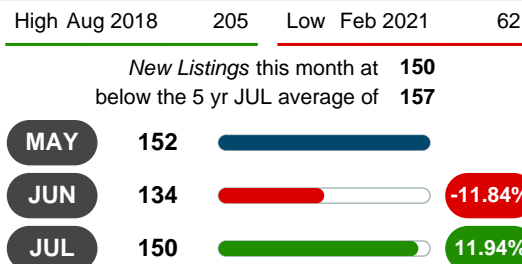 High Aug 2018 205 Low Feb 2021 62
New Listings this month at 150
below the 5 yr JUL average of 157
MAY 152
JUN 134 -11.84%
JUL 150 11.94%